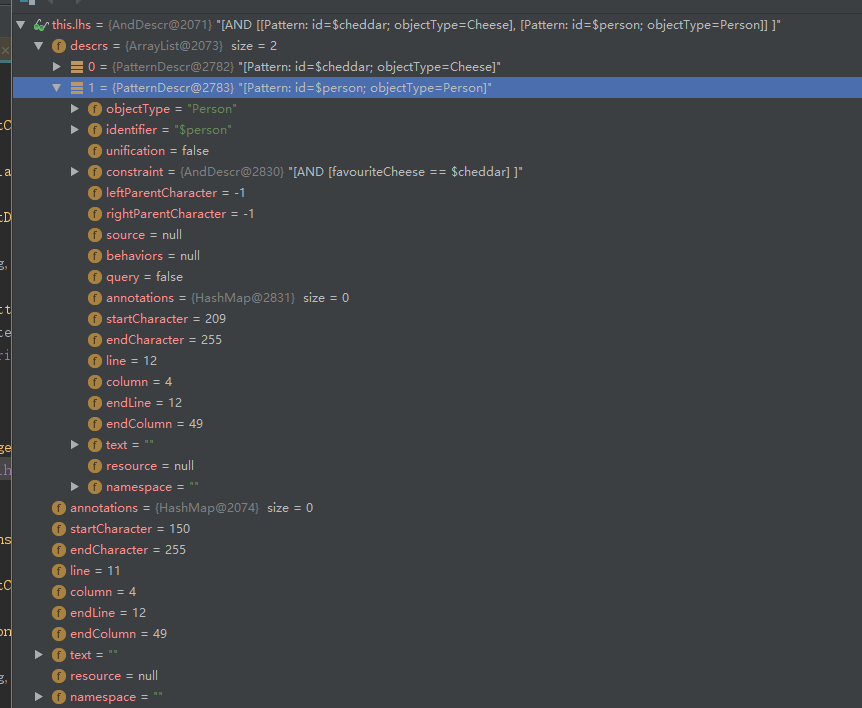 this.lhs = {AndDescr@2071} "[AND [[Pattern: id=$cheddar; objectType=Cheese], [Pattern: id=$person; objectType=Person]] ]"
descrs = {ArrayList@2073} size = 2
0 = {PatternDescr@2782} "[Pattern: id=$cheddar; objectType=Cheese]"
1 = {PatternDescr@2783} "[Pattern: id=$person; objectType=Person]"
objectType = "Person"
identifier = "$person"
unification = false
constraint = {AndDescr@2830} "[AND [favouriteCheese == $cheddar] ]"
leftParentCharacter = -1
rightParentCharacter = -1
source = null
behaviors = null
query = false
annotations = {HashMap@2831} size = 0
startCharacter = 209
endCharacter = 255
line = 12
column = 4
endLine = 12
endColumn = 49
text = ""
resource = null
namespace = ""
annotations = {HashMap@2074} size = 0
startCharacter = 150
endCharacter = 255
line = 11
column = 4
endLine = 12
endColumn = 49
text = ""
resource = null
namespace = ""